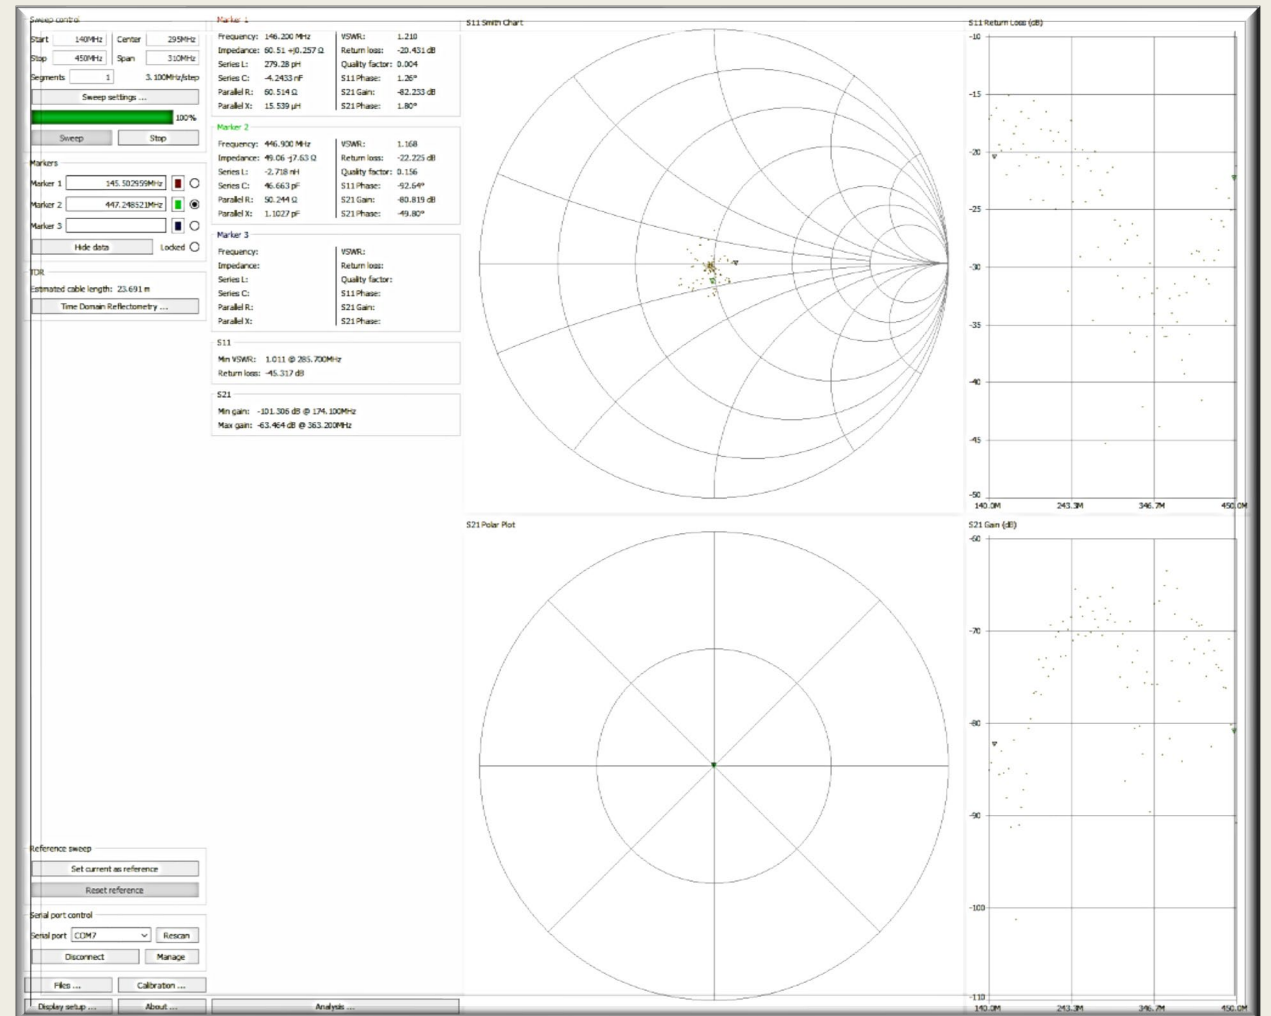 Sweep control
Start 140MHz Center 295MHz
Stop 450MHz Span 310MHz
Segments 1 3.100MHz/step
Sweep settings ...
100%
Sweep Stop
Markers
Marker 1 145.502959MHz
Marker 2 447.248521MHz
Marker 3
Hide data Locked
TDR
Estimated cable length: 23.691 m
Time Domain Reflectometry ...
Reference sweep
Set current as reference
Reset reference
Serial port control
Serial port COM7 Rescan
Disconnect Manage
Files ... Calibration ...
Display setup ... About ...
Marker 1
Frequency: 146.200 MHz VSWR: 1.210
Impedance: 60.51 +j0.257 Ω Return loss: -20.431 dB
Series L: 279.28 pH Quality factor: 0.004
Series C: -4.2433 nF S11 Phase: 1.26°
Parallel R: 60.514 Ω S21 Gain: -82.233 dB
Parallel X: 15.539 µH S21 Phase: 1.80°
Marker 2
Frequency: 446.900 MHz VSWR: 1.168
Impedance: 49.06 -j7.63 Ω Return loss: -22.225 dB
Series L: -2.718 nH Quality factor: 0.156
Series C: 46.663 pF S11 Phase: -92.64°
Parallel R: 50.244 Ω S21 Gain: -80.819 dB
Parallel X: 1.1027 pF S21 Phase: -49.80°
Marker 3
Frequency: VSWR:
Impedance: Return loss:
Series L: Quality factor:
Series C: S11 Phase:
Parallel R: S21 Gain:
Parallel X: S21 Phase:
S11
Min VSWR: 1.011 @ 285.700MHz
Return loss: -45.317 dB
S21
Min gain: -101.306 dB @ 174.100MHz
Max gain: -63.464 dB @ 363.200MHz
Analysis ...
S11 Smith Chart
S11 Return Loss (dB)
-10
-15
-20
-25
-30
-35
-40
-45
-50
140.0M 243.3M 346.7M 450.0M
S21 Polar Plot
S21 Gain (dB)
-60
-70
-80
-90
-100
-110
140.0M 243.3M 346.7M 450.0M